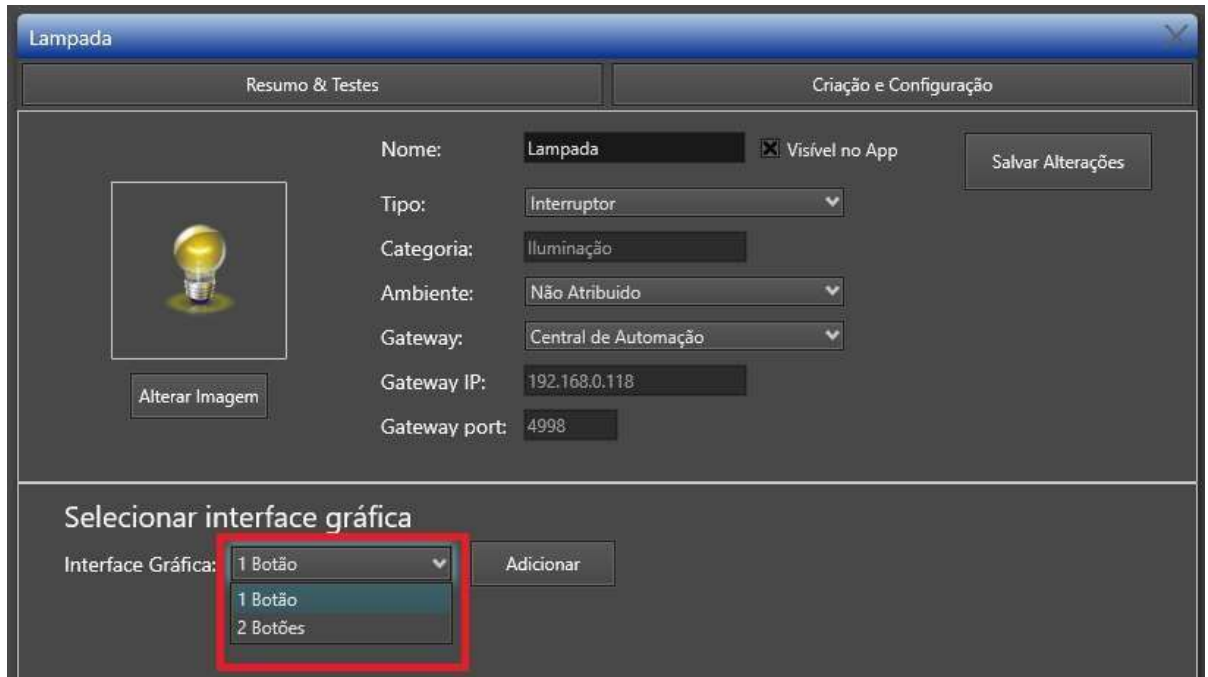 Lampada
Resumo & Testes
Criação e Configuração
Nome: Lampada Visível no App
Salvar Alterações
Tipo: Interruptor
Categoria: Iluminação
Ambiente: Não Atribuido
Gateway: Central de Automação
Gateway IP: 192.168.0.118
Alterar Imagem
Gateway port: 4998
Selecionar interface gráfica
Interface Gráfica: 1 Botão Adicionar
1 Botão
2 Botões